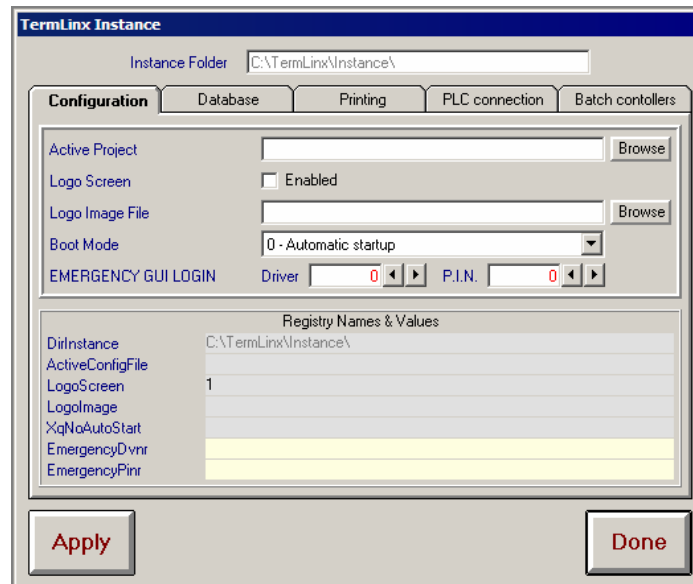 TermLinx Instance
Instance Folder C:\TermLinx\Instance\
Configuration Database Printing PLC connection Batch contollers
Active Project Browse
Logo Screen Enabled
Logo Image File Browse
Boot Mode 0 - Automatic startup
EMERGENCY GUI LOGIN Driver 0 P.I.N. 0
Registry Names & Values
DirInstance C:\TermLinx\Instance\
ActiveConfigFile
LogoScreen 1
LogoImage
XqNoAutoStart
EmergencyDvnr
EmergencyPinr
Apply Done